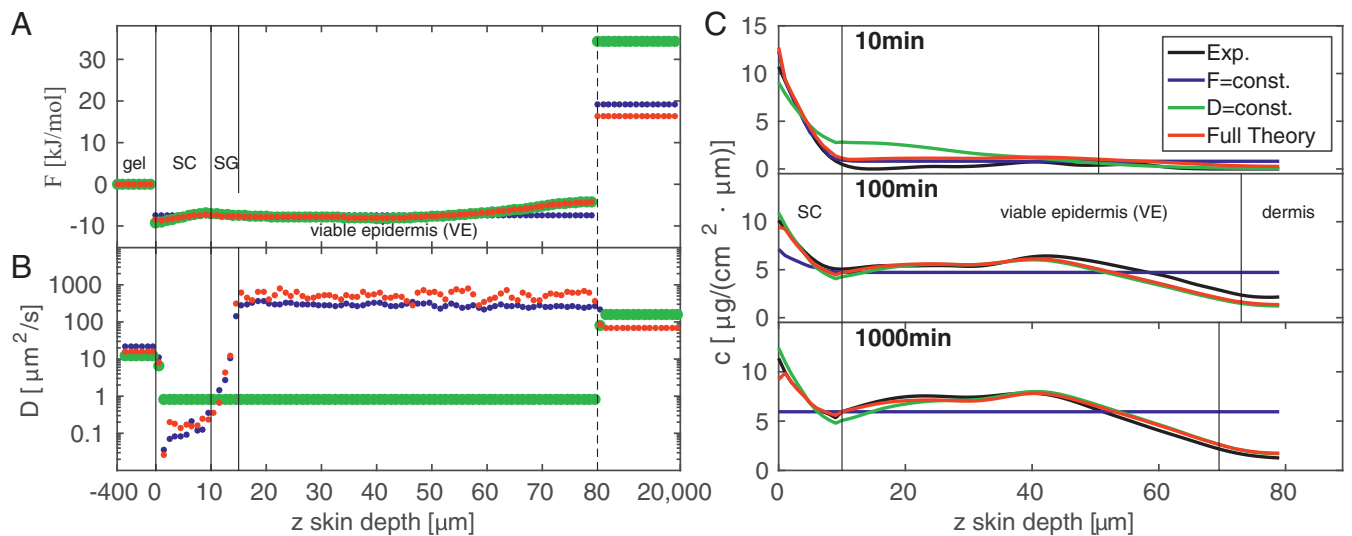 A
F [kJ/mol]
30
20
10
0
-10
gel
SC
SG
viable epidermis (VE)
B
D [ µm²/s]
1000
100
10
1
0.1
-400
0
10
20
30
40
50
60
70
80
20,000
z skin depth [µm]
C
c [ µg/(cm² . µm)]
15
10
5
0
10min
Exp.
F=const.
D=const.
Full Theory
10
5
0
100min
SC
viable epidermis (VE)
dermis
10
5
0
1000min
0
20
40
60
80
z skin depth [µm]